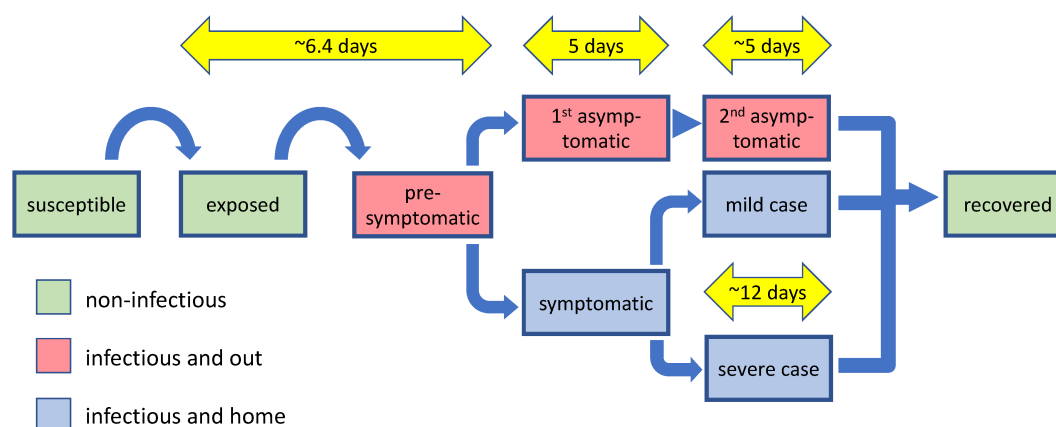 ~6.4 days
5 days
~5 days
1st asymp-
tomatic
2nd asymp-
tomatic
susceptible
exposed
pre-
symptomatic
mild case
recovered
symptomatic
~12 days
severe case
non-infectious
infectious and out
infectious and home